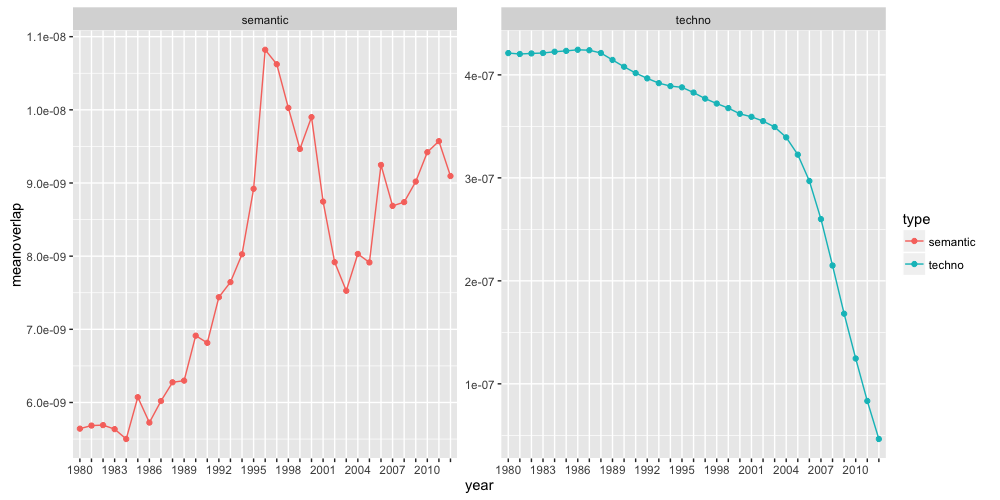 semantic
techno
1.1e-08
1.0e-08
9.0e-09
8.0e-09
7.0e-09
6.0e-09
meanoverlap
4e-07
3e-07
2e-07
1e-07
1980 1983 1986 1989 1992 1995 1998 2001 2004 2007 2010
1980 1983 1986 1989 1992 1995 1998 2001 2004 2007 2010
year
type
semantic
techno